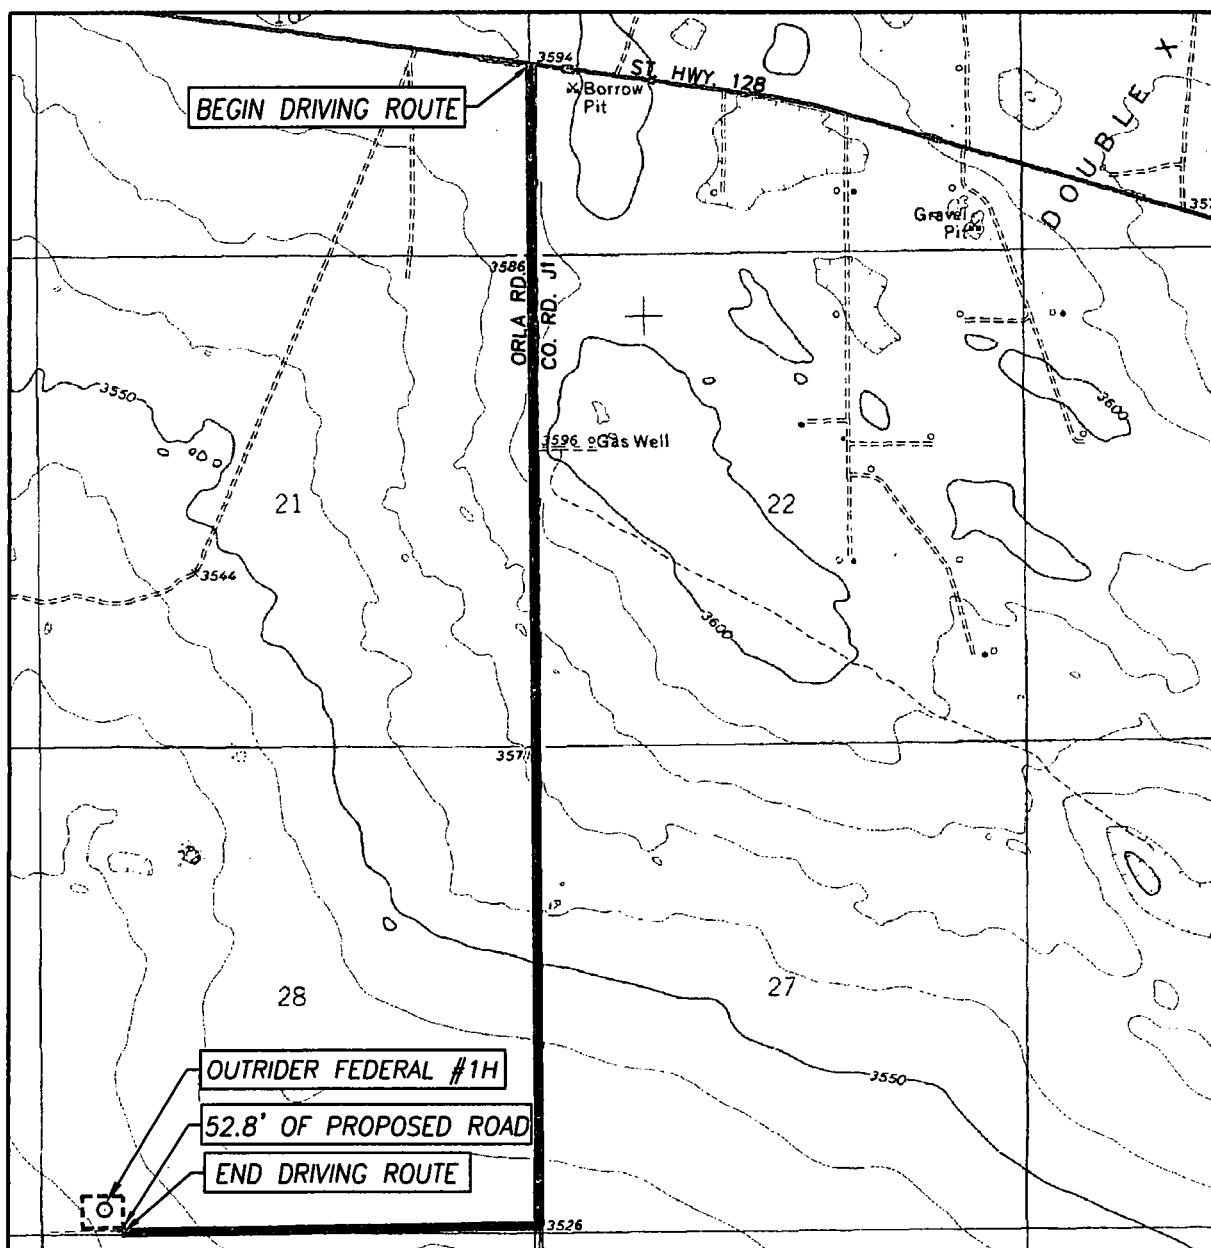 3594
ST. HWY. 128
BEGIN DRIVING ROUTE
Borrow
Pit
DOUBLE X
Gravel
Pit
3586
ORLA RD.
CO. RD. J1
3550
3600
3596
Gas Well
21
22
3544
3600
28
27
3550
OUTRIDER FEDERAL #1H
52.8' OF PROPOSED ROAD
END DRIVING ROUTE
3526